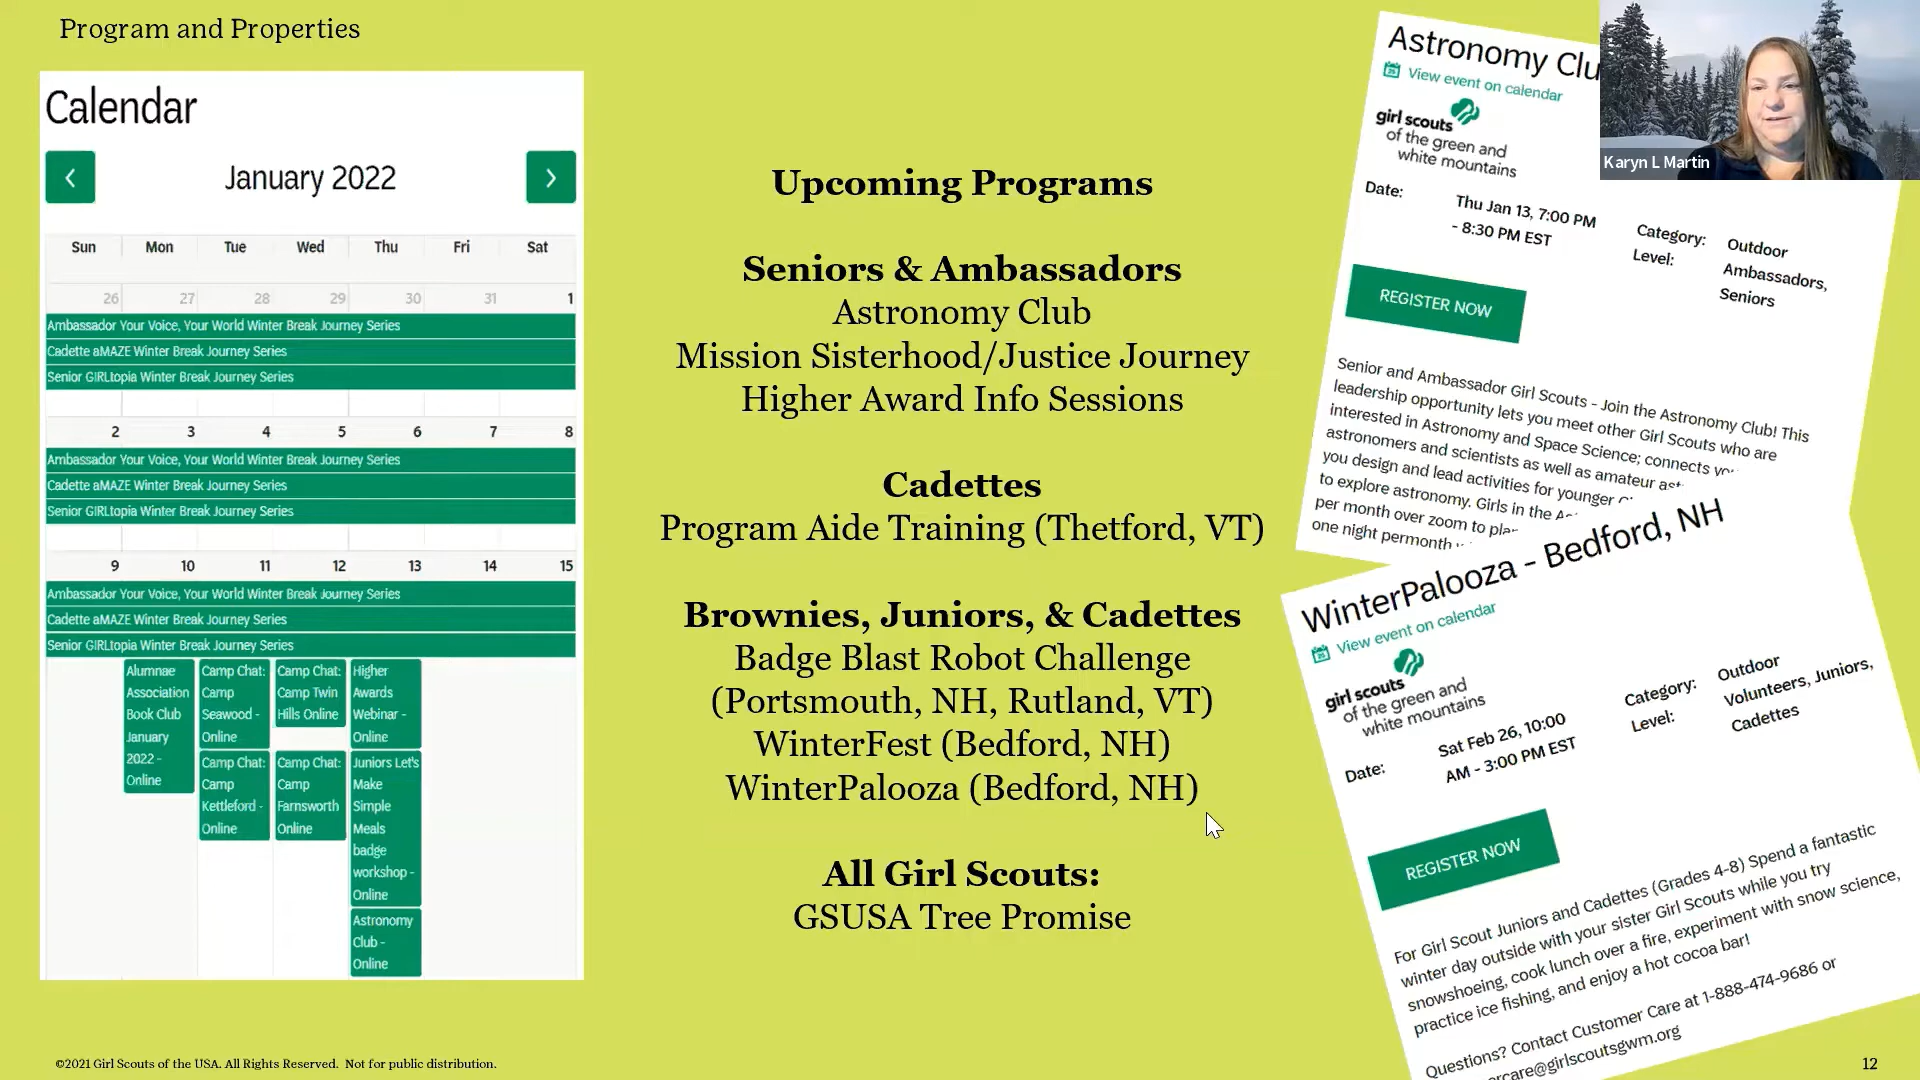 Program and Properties
Calendar
January 2022
Sun Mon Tue Wed Thu Fri Sat
26 27 28 29 30 31 1
Ambassador Your Voice, Your World Winter Break Journey Series
Cadette aMAZE Winter Break Journey Series
Senior GIRLtopia Winter Break Journey Series
2 3 4 5 6 7 8
Ambassador Your Voice, Your World Winter Break Journey Series
Cadette aMAZE Winter Break Journey Series
Senior GIRLtopia Winter Break Journey Series
9 10 11 12 13 14 15
Ambassador Your Voice, Your World Winter Break Journey Series
Cadette aMAZE Winter Break Journey Series
Senior GIRLtopia Winter Break Journey Series
Alumnae
Association
Book Club
January
2022 -
Online
Camp Chat:
Camp
Seawood -
Online
Camp Chat:
Camp
Kettleford -
Online
Camp Chat:
Camp Twin
Hills Online
Camp Chat:
Camp
Farnsworth
Online
Higher
Awards
Webinar -
Online
Juniors Let's
Make
Simple
Meals
badge
workshop -
Online
Astronomy
Club -
Online
Upcoming Programs
Seniors & Ambassadors
Astronomy Club
Mission Sisterhood/Justice Journey
Higher Award Info Sessions
Cadettes
Program Aide Training (Thetford, VT)
Brownies, Juniors, & Cadettes
Badge Blast Robot Challenge
(Portsmouth, NH, Rutland, VT)
WinterFest (Bedford, NH)
WinterPalooza (Bedford, NH)
All Girl Scouts:
GSUSA Tree Promise
Astronomy Clu
View event on calendar
girl scouts
of the green and
white mountains
Date: Thu Jan 13, 7:00 PM
- 8:30 PM EST
Category: Outdoor
Level: Ambassadors,
Seniors
REGISTER NOW
Senior and Ambassador Girl Scouts - Join the Astronomy Club! This
leadership opportunity lets you meet other Girl Scouts who are
interested in Astronomy and Space Science; connects
astronomers and scientists as well as amateur
you design and lead activities for younger
to explore astronomy. Girls in the
per month over zoom to
one night permonth
Karyn L Martin
WinterPalooza - Bedford, NH
View event on calendar
girl scouts
of the green and
white mountains
Date: Sat Feb 26, 10:00
AM - 3:00 PM EST
Category: Outdoor
Level: Volunteers, Juniors,
Cadettes
REGISTER NOW
For Girl Scout Juniors and Cadettes (Grades 4-8) Spend a fantastic
winter day outside with your sister Girl Scouts while you try
snowshoeing, cook lunch over a fire, experiment with snow science,
practice ice fishing, and enjoy a hot cocoa bar!
Questions? Contact Customer Care at 1-888-474-9686 or
ercare@girlscoutsgwm.org
©2021 Girl Scouts of the USA. All Rights Reserved. Not for public distribution.
12